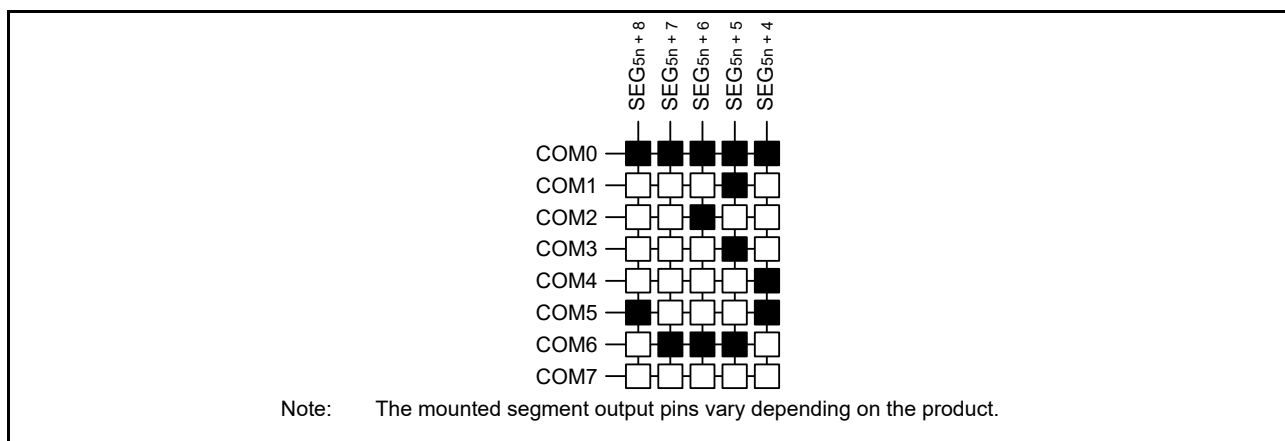 SEG5n + 8
SEG5n + 7
SEG5n + 6
SEG5n + 5
SEG5n + 4
COM0
COM1
COM2
COM3
COM4
COM5
COM6
COM7
Note: The mounted segment output pins vary depending on the product.